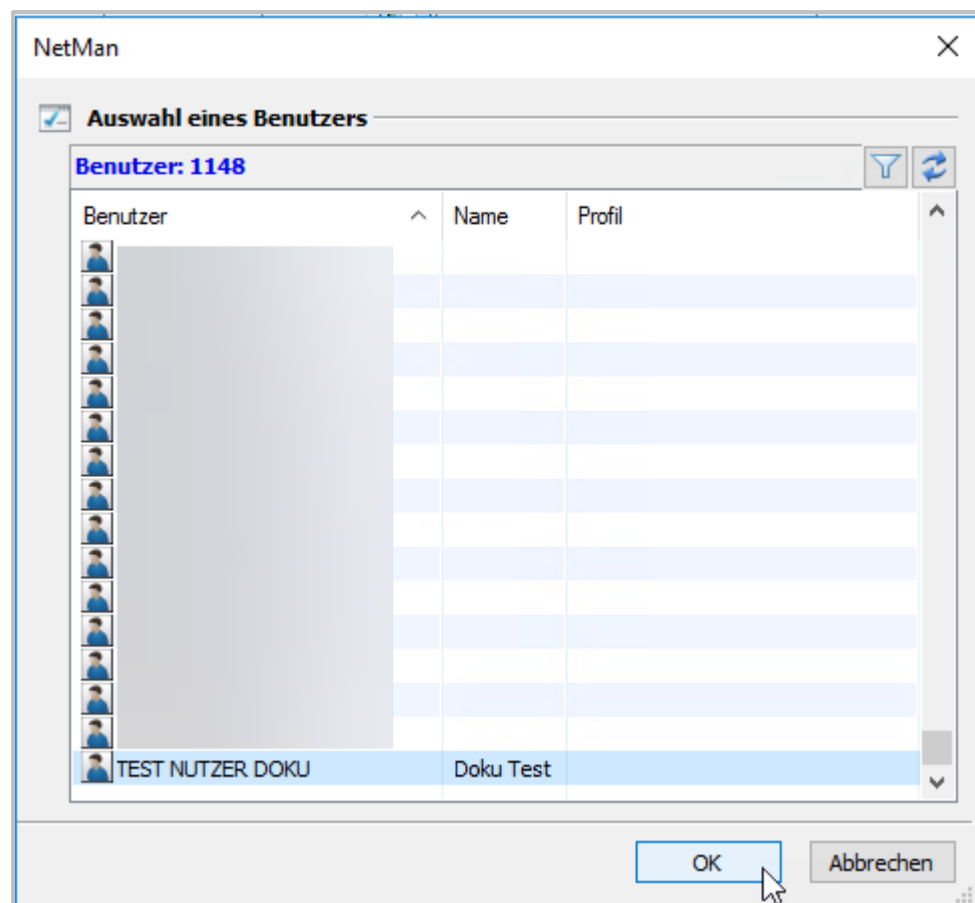 NetMan
Auswahl eines Benutzers
Benutzer: 1148
Benutzer Name Profil
TEST NUTZER DOKU Doku Test
OK Abbrechen